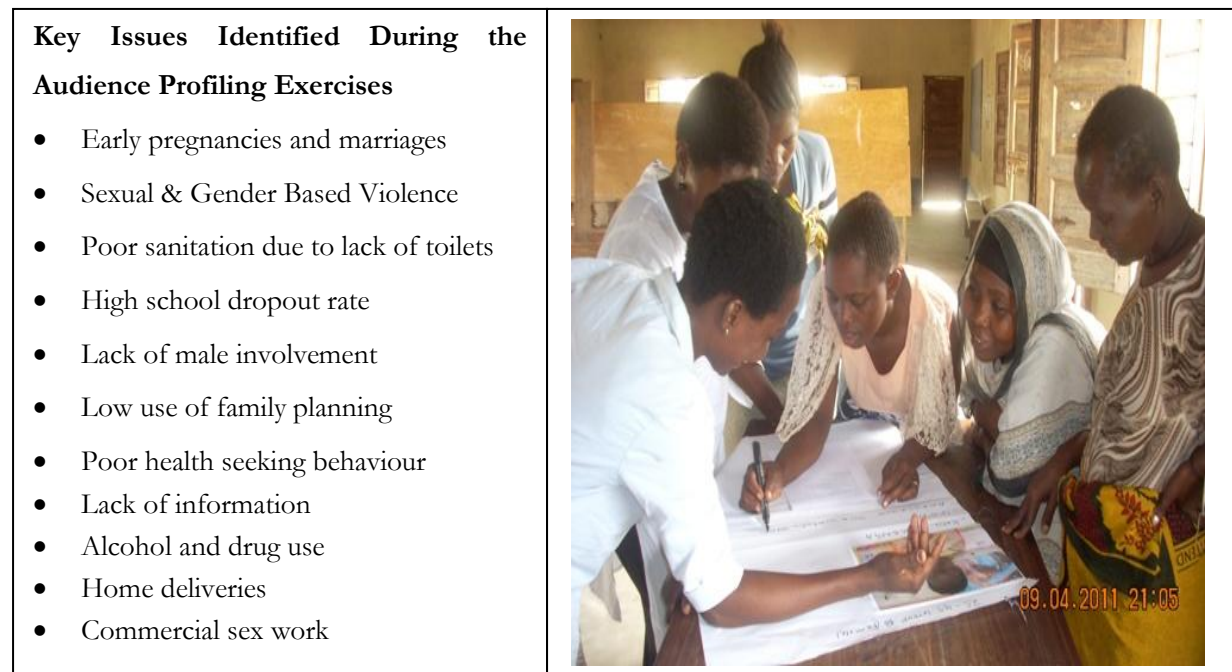 Key Issues Identified During the
Audience Profiling Exercises
• Early pregnancies and marriages
• Sexual & Gender Based Violence
• Poor sanitation due to lack of toilets
• High school dropout rate
• Lack of male involvement
• Low use of family planning
• Poor health seeking behaviour
• Lack of information
• Alcohol and drug use
• Home deliveries
• Commercial sex work
09.04.2011 21:05